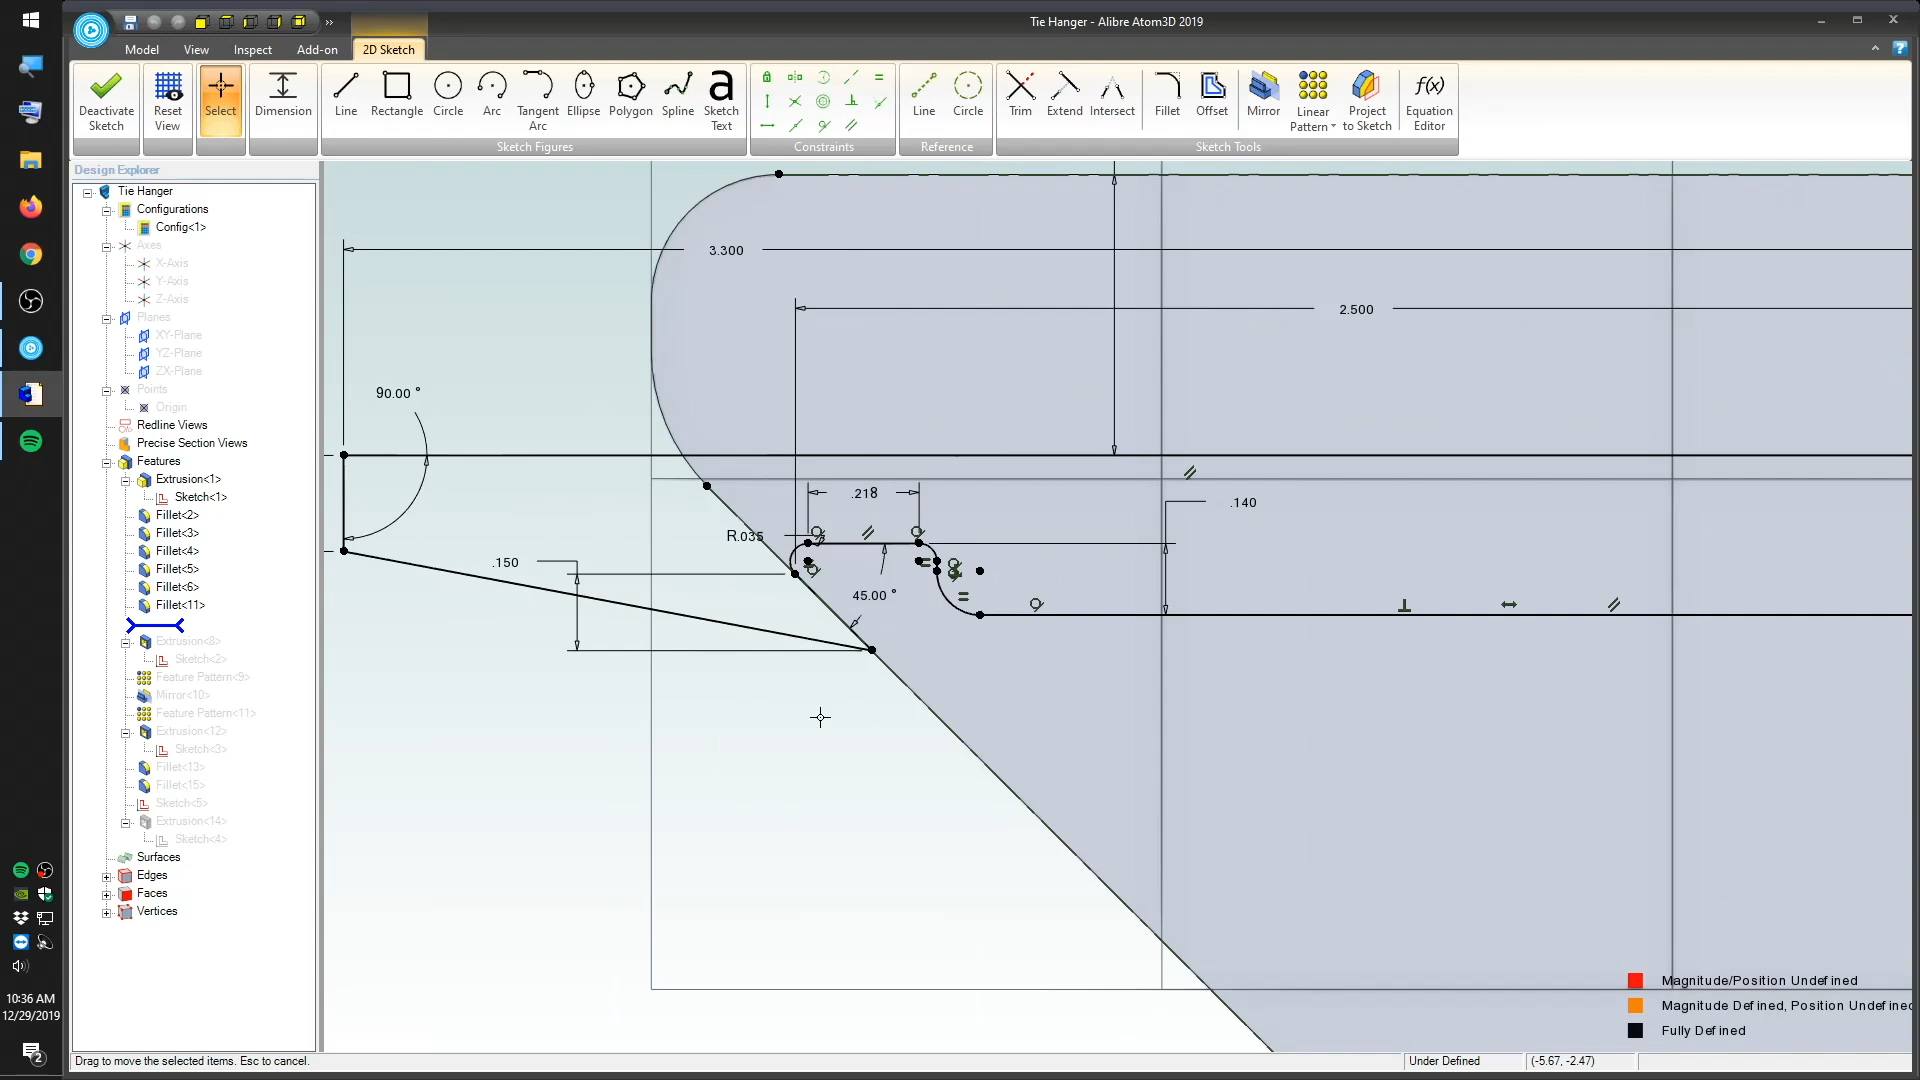 Tie Hanger - Alibre Atom3D 2019
Model
View
Inspect
Add-on
2D Sketch
Deactivate
Sketch
Reset
View
Select
Dimension
Line
Rectangle
Circle
Arc
Tangent
Arc
Ellipse
Polygon
Spline
Sketch
Text
Line
Circle
Trim
Extend
Intersect
Fillet
Offset
Mirror
Linear
Pattern
Project
to Sketch
f(x)
Equation
Editor
Sketch Figures
Constraints
Reference
Sketch Tools
Design Explorer
Tie Hanger
Configurations
Config<1>
Axes
X-Axis
Y-Axis
Z-Axis
Planes
XY-Plane
YZ-Plane
ZX-Plane
Points
Origin
Redline Views
Precise Section Views
Features
Extrusion<1>
Sketch<1>
Fillet<2>
Fillet<3>
Fillet<4>
Fillet<5>
Fillet<6>
Fillet<11>
Extrusion<8>
Sketch<2>
Feature Pattern<9>
Mirror<10>
Feature Pattern<11>
Extrusion<12>
Sketch<3>
Fillet<13>
Fillet<15>
Sketch<5>
Extrusion<14>
Sketch<4>
Surfaces
Edges
Faces
Vertices
3.300
2.500
90.00 °
.218
.140
R.035
.150
45.00 °
Magnitude/Position Undefined
Magnitude Defined, Position Undefined
Fully Defined
10:36 AM
12/29/2019
2
Drag to move the selected items. Esc to cancel.
Under Defined
(-5.67, -2.47)